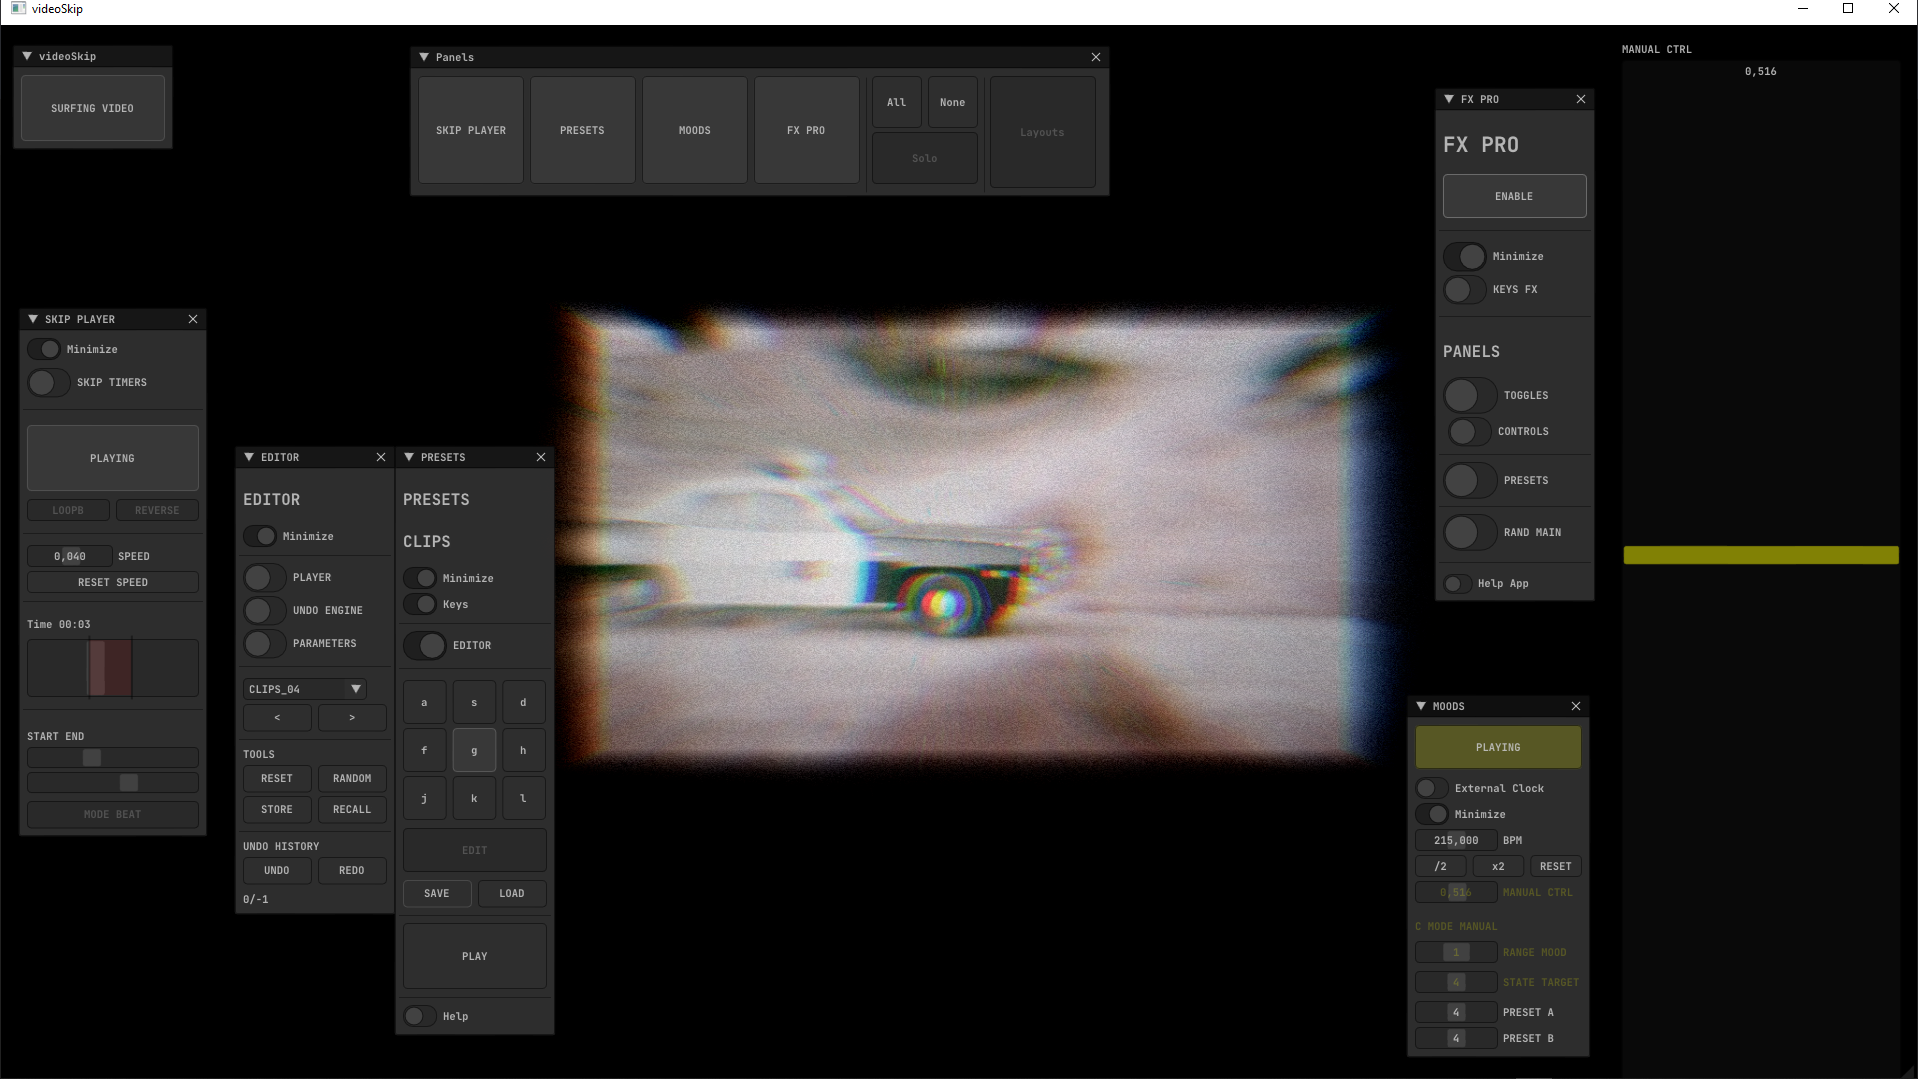 videoSkip
videoSkip
SURFING VIDEO
Panels
SKIP PLAYER
PRESETS
MOODS
FX PRO
All
None
Solo
Layouts
MANUAL CTRL
0,516
FX PRO
FX PRO
ENABLE
Minimize
KEYS FX
PANELS
TOGGLES
CONTROLS
PRESETS
RAND MAIN
Help App
SKIP PLAYER
Minimize
SKIP TIMERS
PLAYING
LOOPB
REVERSE
0,040 SPEED
RESET SPEED
Time 00:03
START END
MODE BEAT
EDITOR
EDITOR
Minimize
PLAYER
UNDO ENGINE
PARAMETERS
CLIPS_04
< >
TOOLS
RESET
RANDOM
STORE
RECALL
UNDO HISTORY
UNDO
REDO
0/-1
PRESETS
PRESETS
CLIPS
Minimize
Keys
EDITOR
a s d
f g h
j k l
EDIT
SAVE
LOAD
PLAY
Help
MOODS
PLAYING
External Clock
Minimize
215,000 BPM
/2 x2 RESET
0,516 MANUAL CTRL
C MODE MANUAL
1 RANGE MOOD
4 STATE TARGET
4 PRESET A
4 PRESET B